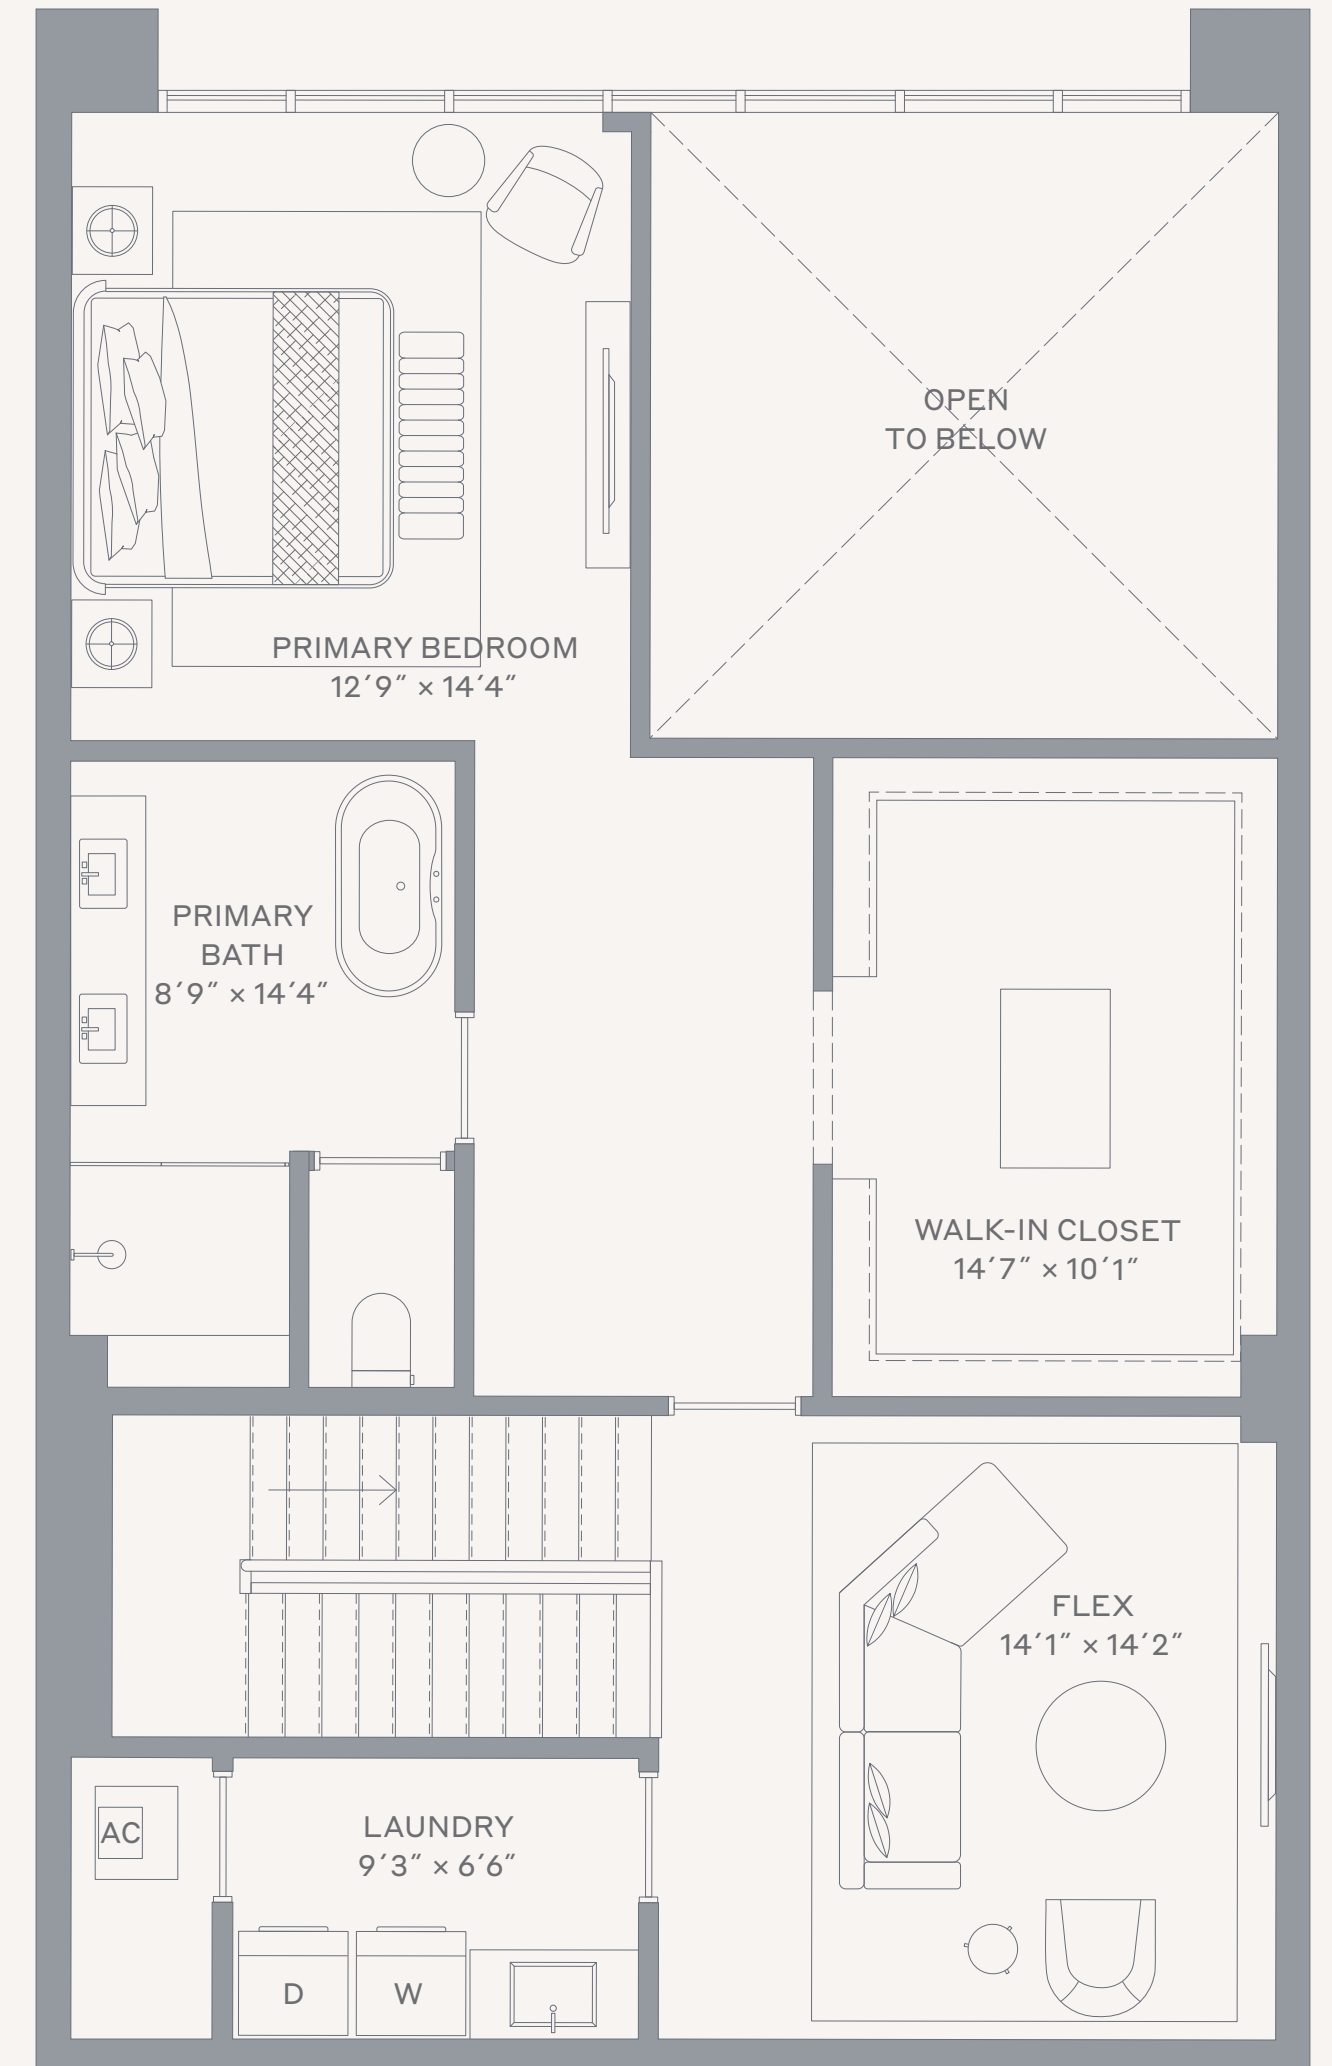 OPEN
TO BELOW
PRIMARY BEDROOM
12′9″ × 14′4″
PRIMARY
BATH
8′9″ × 14′4″
WALK-IN CLOSET
14′7″ × 10′1″
FLEX
14′1″ × 14′2″
LAUNDRY
9′3″ × 6′6″
AC
D
W